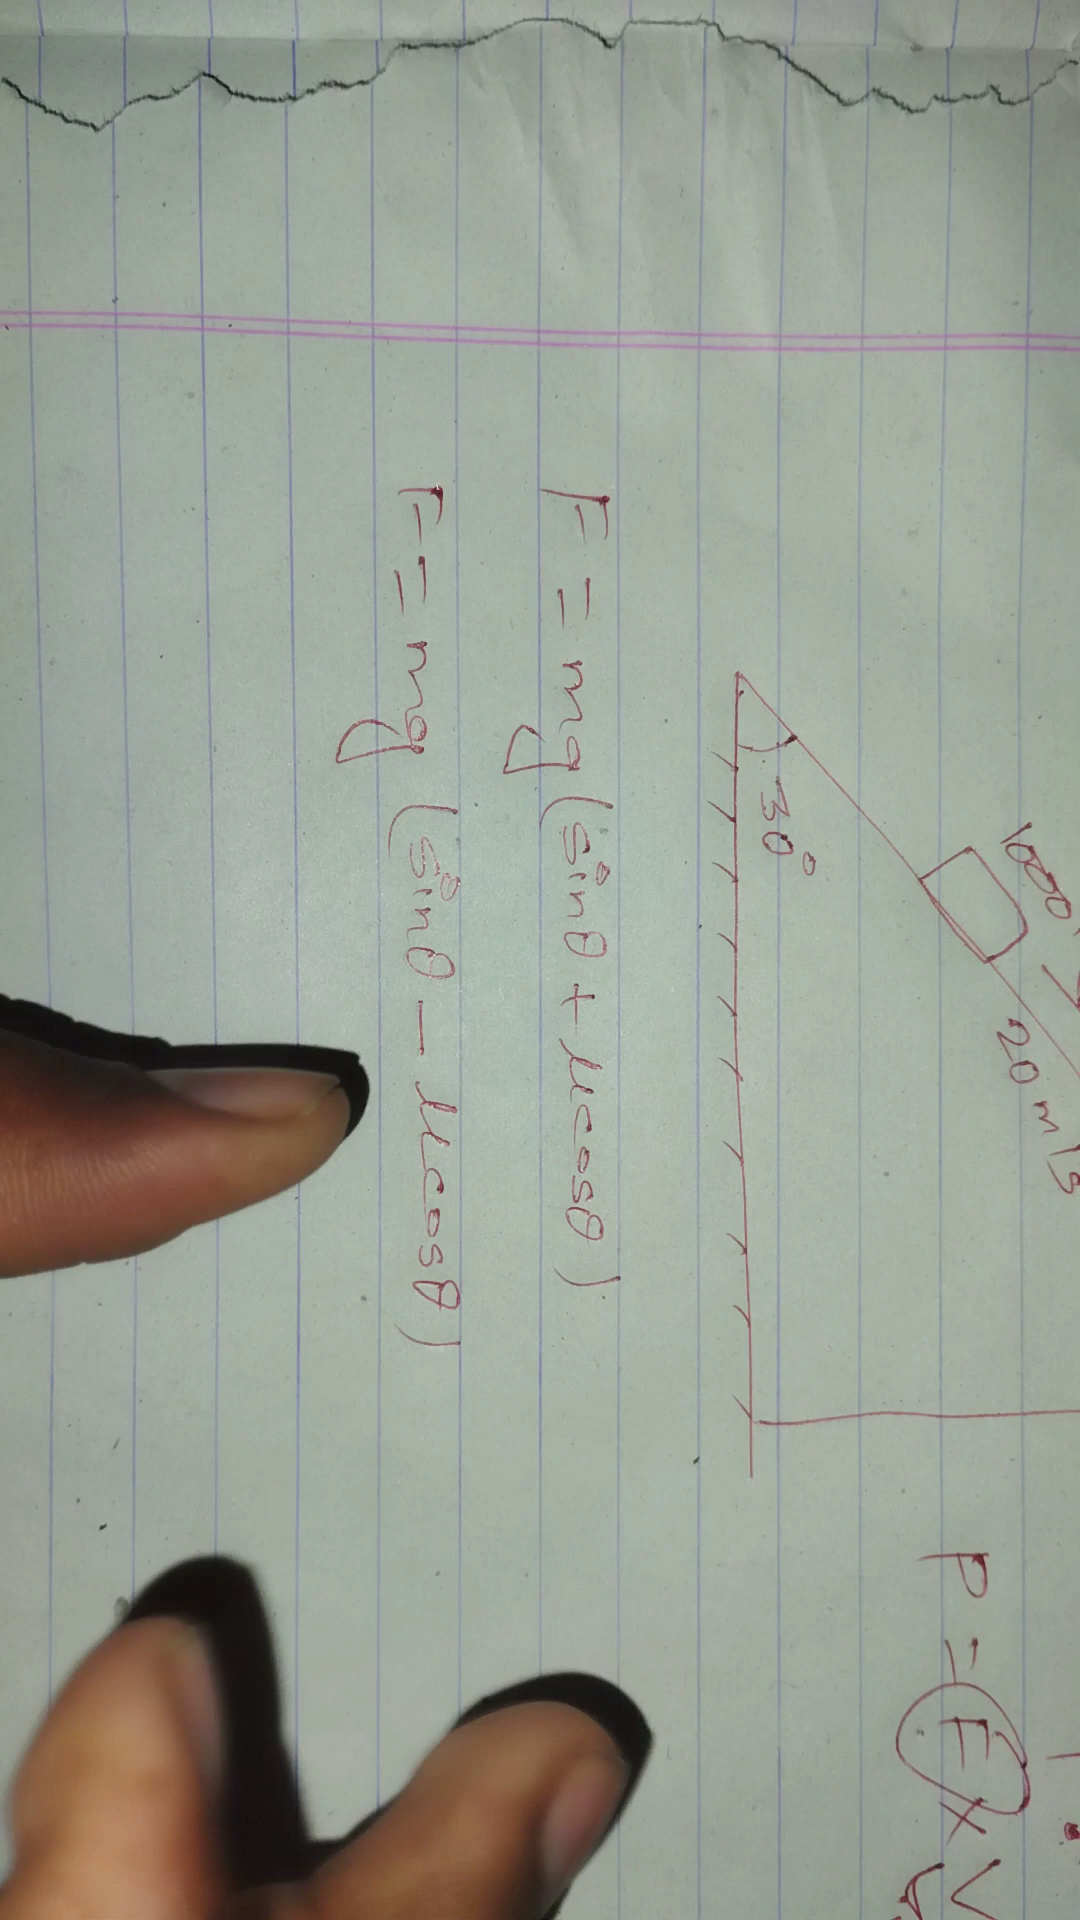 1000
20 m/s
30°
P = F × V
F = mg (sinθ + μcosθ)
F = mg (sinθ - μcosθ)